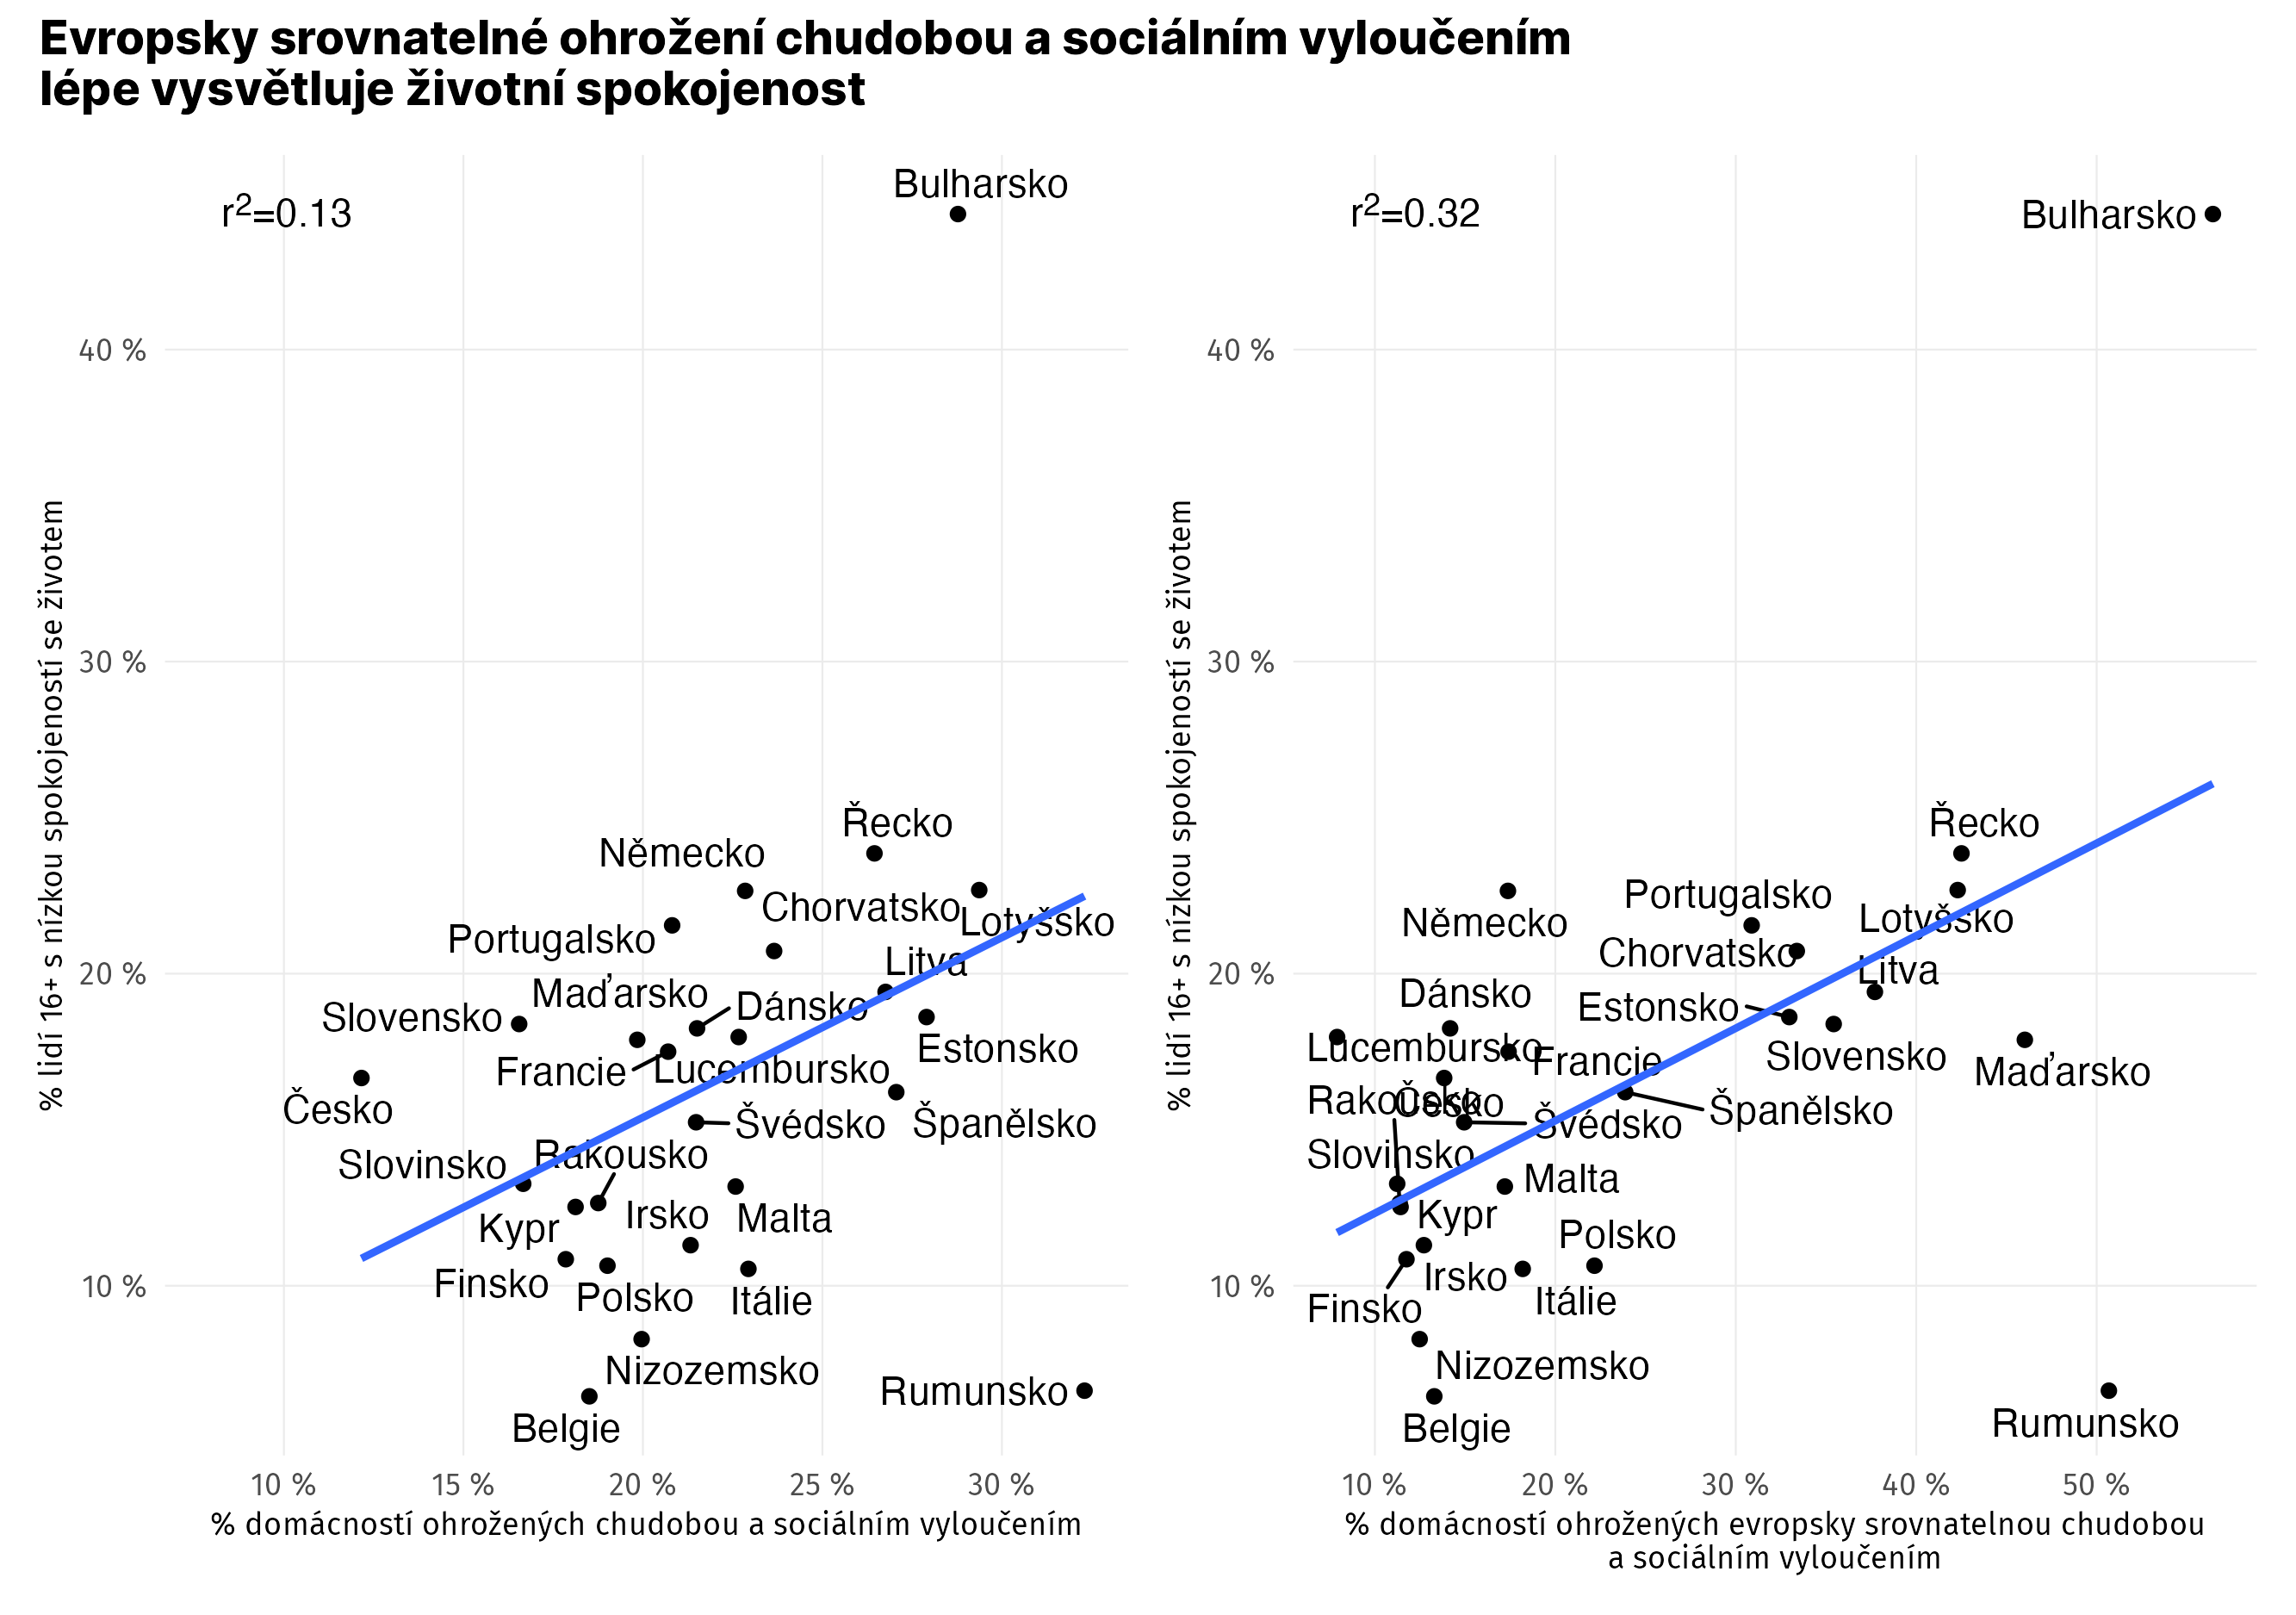 Evropsky srovnatelné ohrožení chudobou a sociálním vyloučením
lépe vysvětluje životní spokojenost
r²=0.13
Bulharsko
Řecko
Německo
Chorvatsko
Lotyšsko
Portugalsko
Litva
Maďarsko
Dánsko
Slovensko
Estonsko
Francie
Lucembursko
Česko
Španělsko
Švédsko
Rakousko
Slovinsko
Irsko
Malta
Kypr
Finsko
Polsko
Itálie
Nizozemsko
Rumunsko
Belgie
40 %
30 %
20 %
10 %
10 %
15 %
20 %
25 %
30 %
% lidí 16+ s nízkou spokojeností se životem
% domácností ohrožených chudobou a sociálním vyloučením
r²=0.32
Bulharsko
Řecko
Portugalsko
Německo
Lotyšsko
Chorvatsko
Litva
Dánsko
Estonsko
Lucembursko
Francie
Slovensko
Maďarsko
Rakousko
Česko
Švédsko
Španělsko
Slovinsko
Malta
Kypr
Polsko
Irsko
Itálie
Finsko
Nizozemsko
Rumunsko
Belgie
40 %
30 %
20 %
10 %
10 %
20 %
30 %
40 %
50 %
% lidí 16+ s nízkou spokojeností se životem
% domácností ohrožených evropsky srovnatelnou chudobou
a sociálním vyloučením